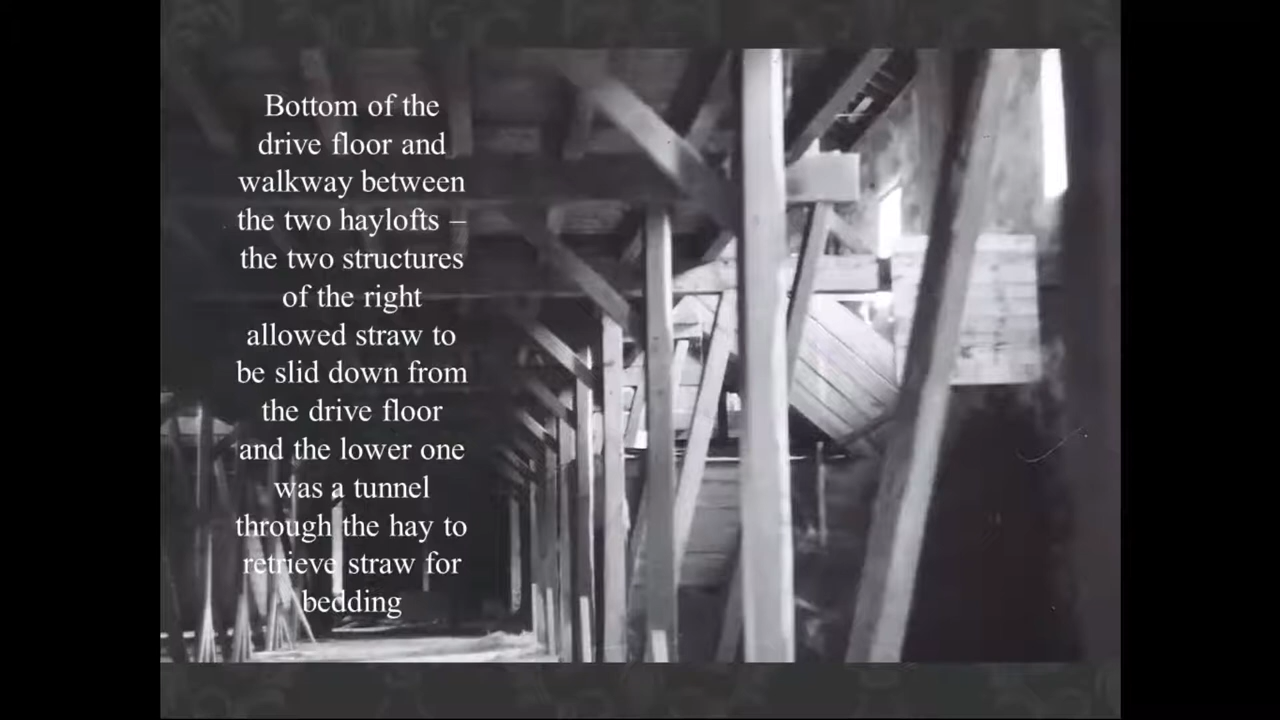 Bottom of the
drive floor and
walkway between
the two haylofts –
the two structures
of the right
allowed straw to
be slid down from
the drive floor
and the lower one
was a tunnel
through the hay to
retrieve straw for
bedding